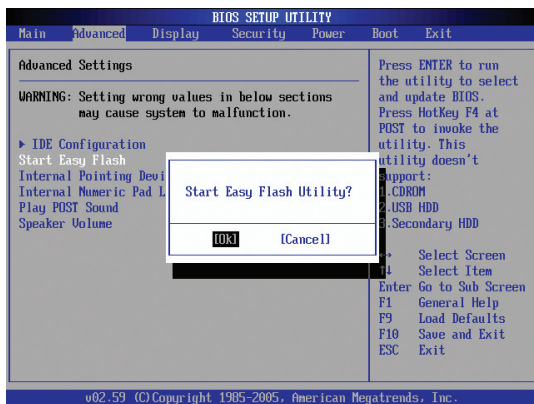 BIOS SETUP UTILITY
Main Advanced Display Security Power Boot Exit
Advanced Settings
WARNING: Setting wrong values in below sections
may cause system to malfunction.
▶ IDE Configuration
Start Easy Flash
Internal Pointing Devi
Internal Numeric Pad L
Play POST Sound
Speaker Volume
Start Easy Flash Utility?
[Ok] [Cancel]
Press ENTER to run
the utility to select
and update BIOS.
Press HotKey F4 at
POST to invoke the
utility. This
utility doesn't
support:
1.CDROM
2.USB HDD
3.Secondary HDD
↔ Select Screen
↑↓ Select Item
Enter Go to Sub Screen
F1 General Help
F9 Load Defaults
F10 Save and Exit
ESC Exit
v02.59 (C)Copyright 1985-2005, American Megatrends, Inc.